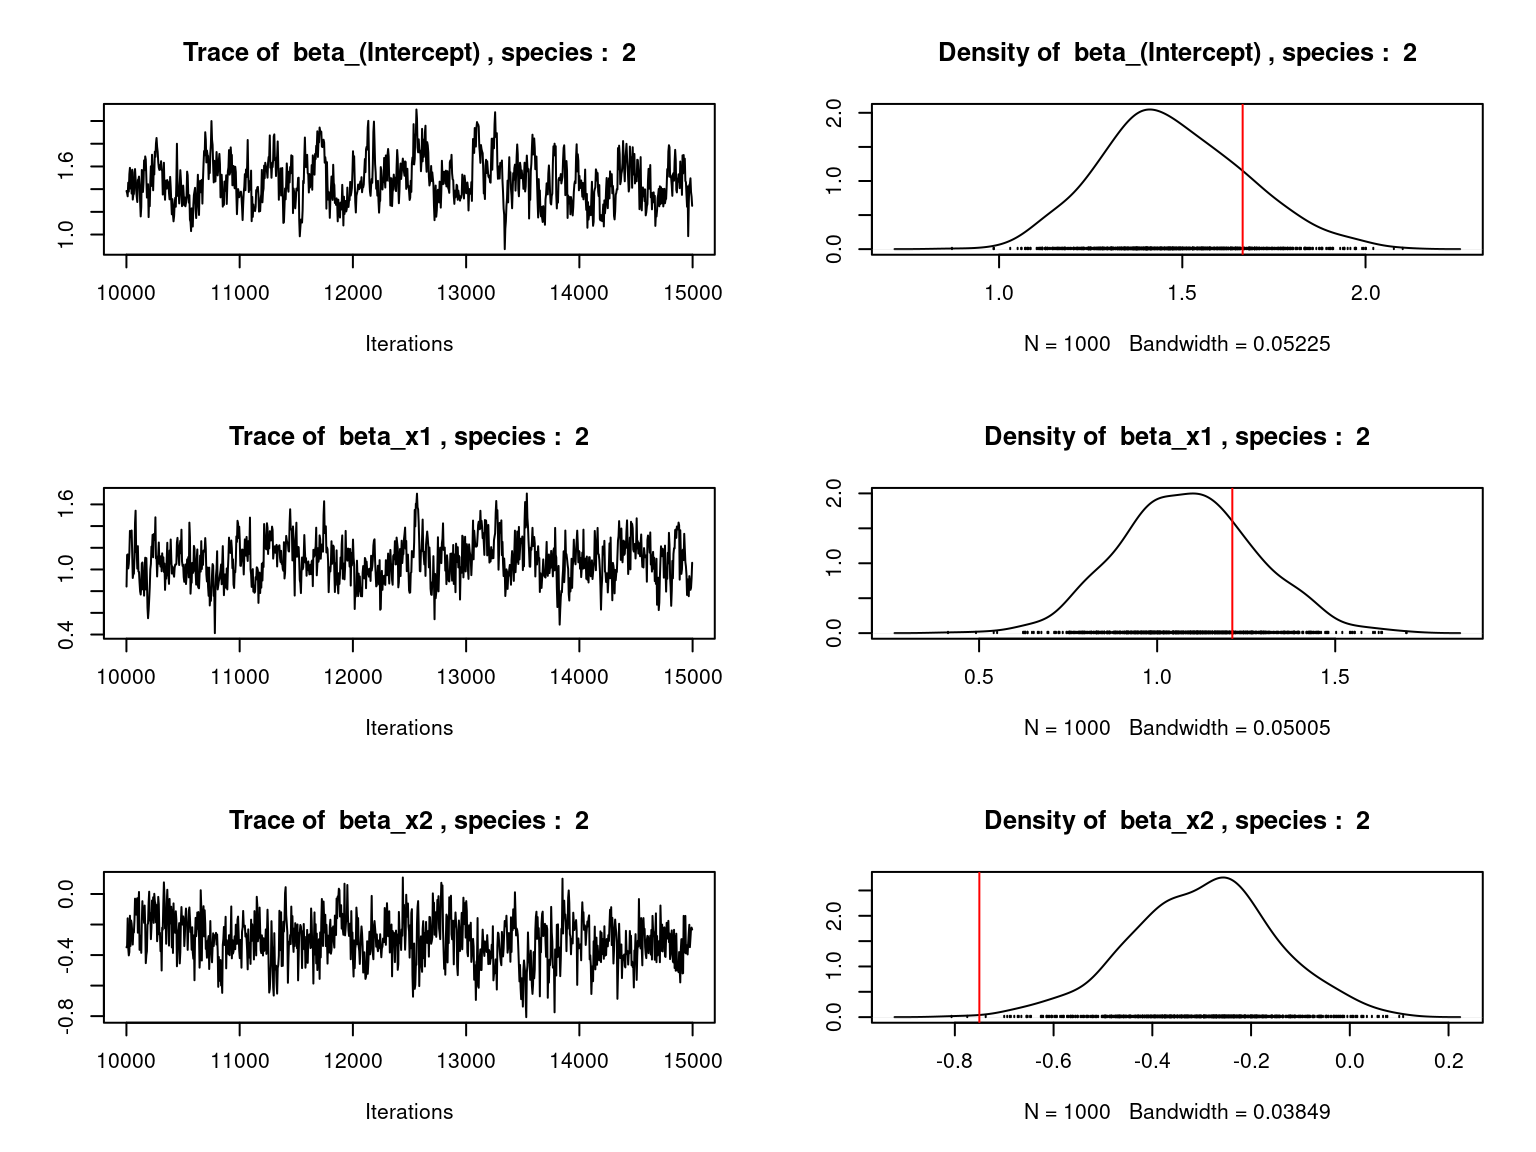 Trace of  beta_(Intercept) , species :  2
1.0 1.6
10000 11000 12000 13000 14000 15000
Iterations
Density of  beta_(Intercept) , species :  2
0.0 1.0 2.0
1.0 1.5 2.0
N = 1000   Bandwidth = 0.05225
Trace of  beta_x1 , species :  2
0.4 1.0 1.6
10000 11000 12000 13000 14000 15000
Iterations
Density of  beta_x1 , species :  2
0.0 1.0 2.0
0.5 1.0 1.5
N = 1000   Bandwidth = 0.05005
Trace of  beta_x2 , species :  2
-0.8 -0.4 0.0
10000 11000 12000 13000 14000 15000
Iterations
Density of  beta_x2 , species :  2
0.0 1.0 2.0
-0.8 -0.6 -0.4 -0.2 0.0 0.2
N = 1000   Bandwidth = 0.03849